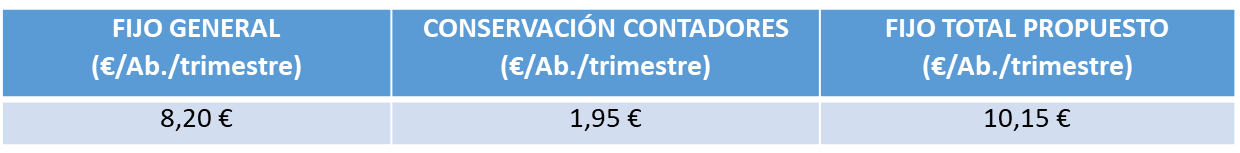 FIJO GENERAL
(€/Ab./trimestre)
CONSERVACIÓN CONTADORES
(€/Ab./trimestre)
FIJO TOTAL PROPUESTO
(€/Ab./trimestre)
8,20 €
1,95 €
10,15 €